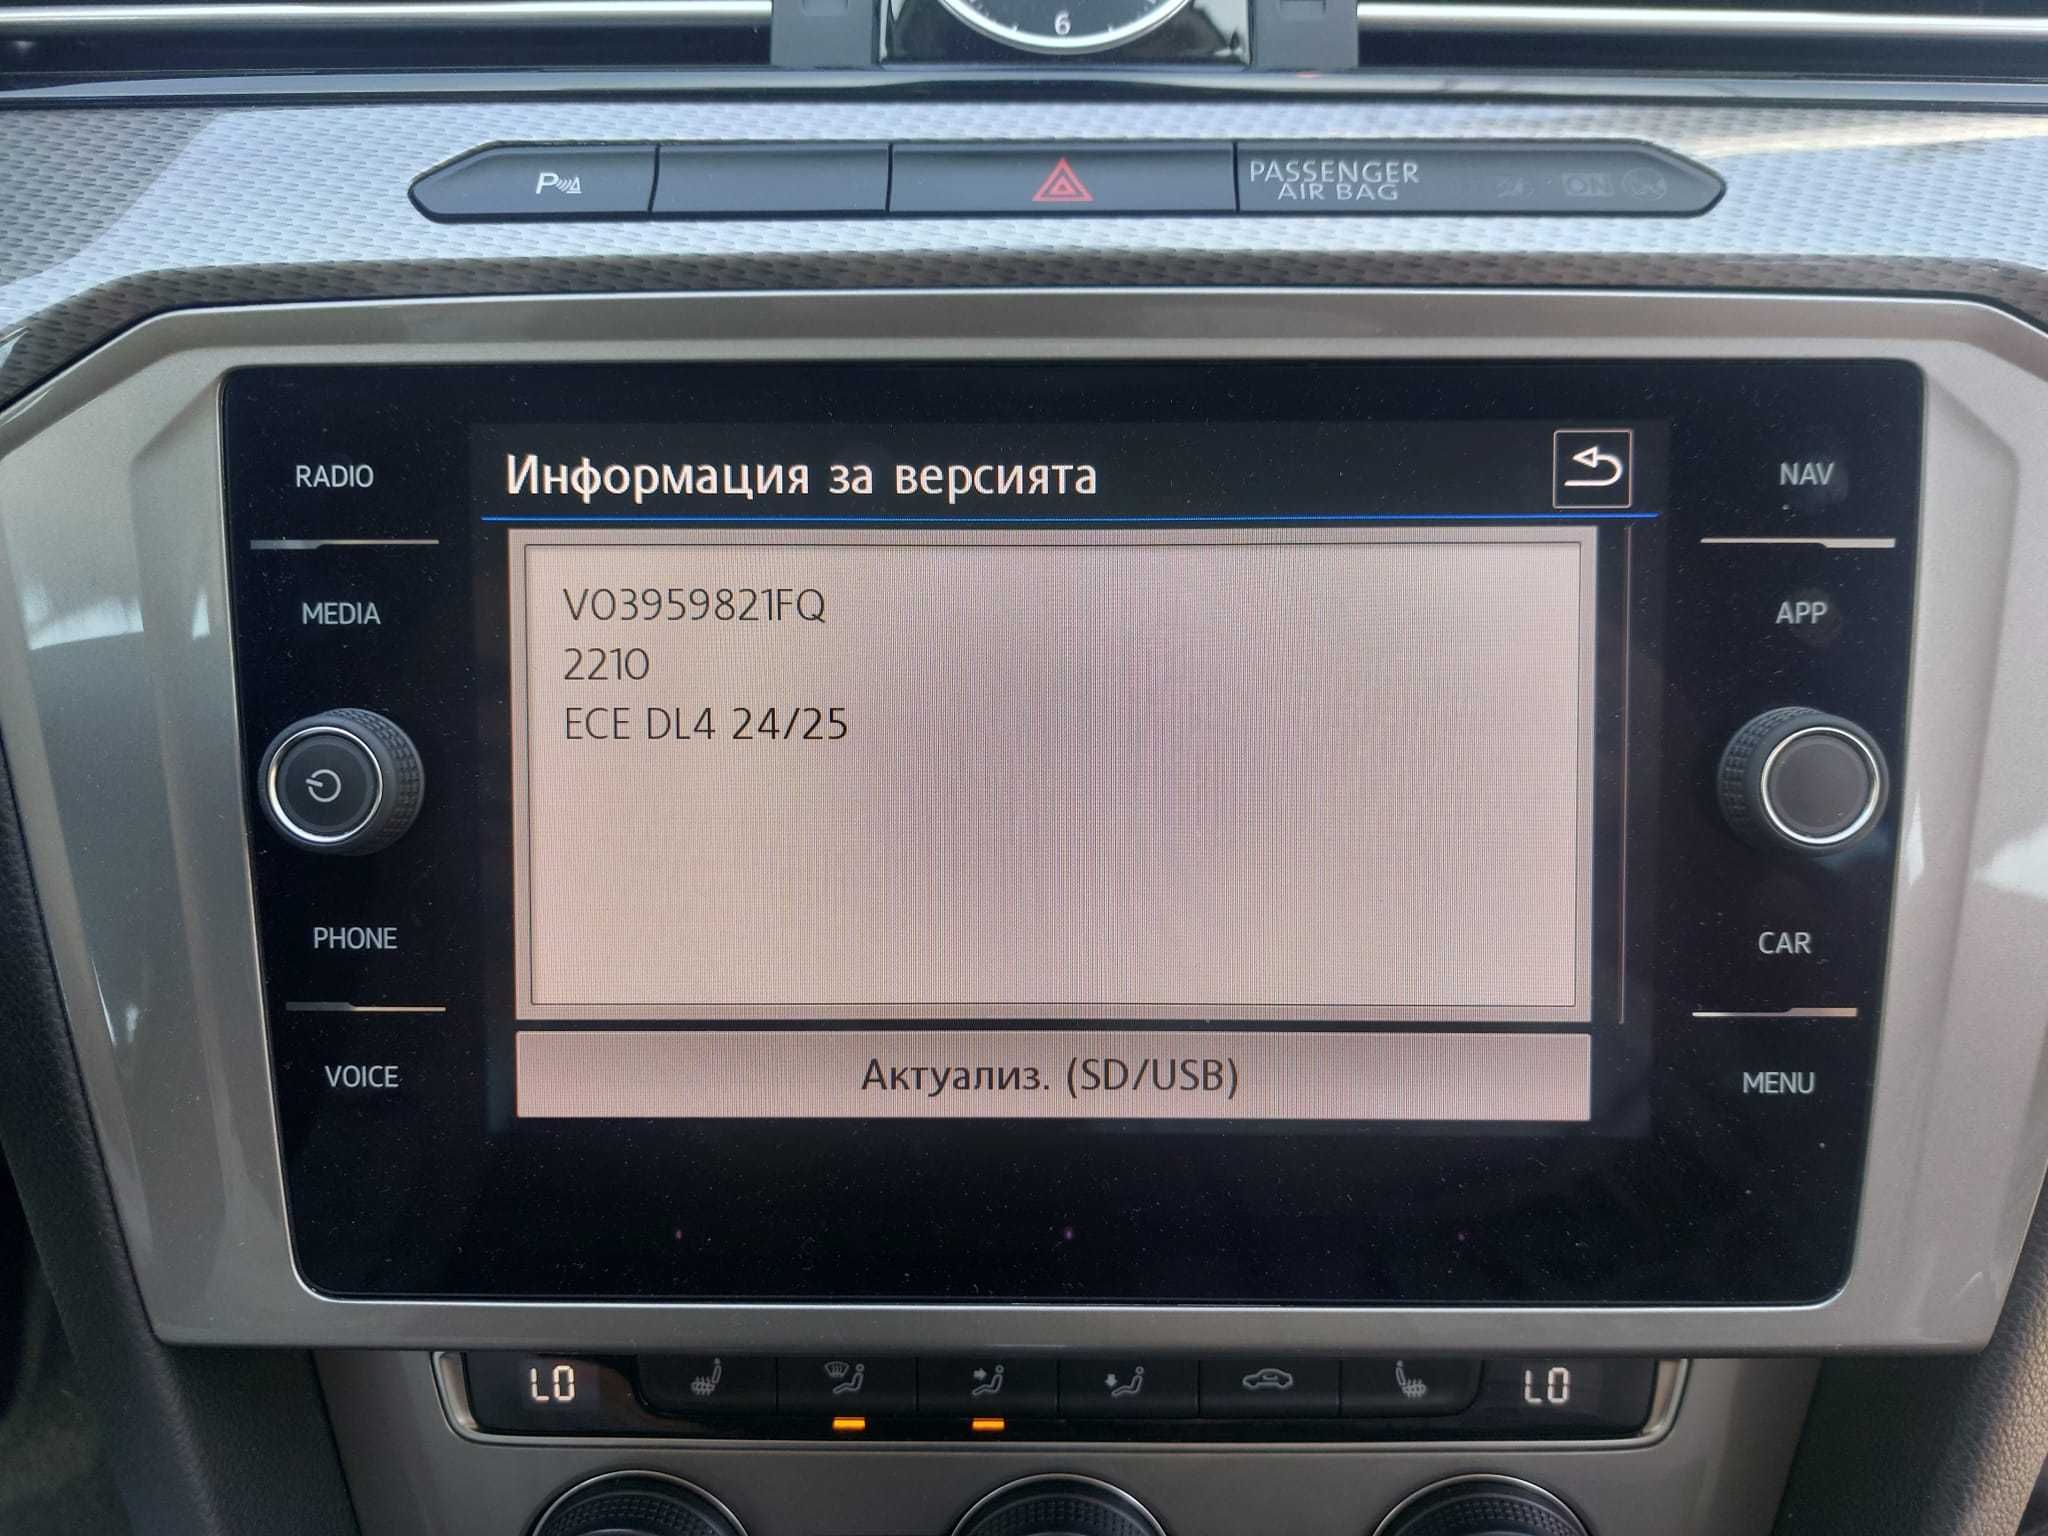 6
P
PASSENGER
AIR BAG
ON
RADIO
Информация за версията
NAV
MEDIA
V03959821FQ
2210
ECE DL4 24/25
APP
PHONE
CAR
VOICE
Актуализ. (SD/USB)
MENU
LO
LO